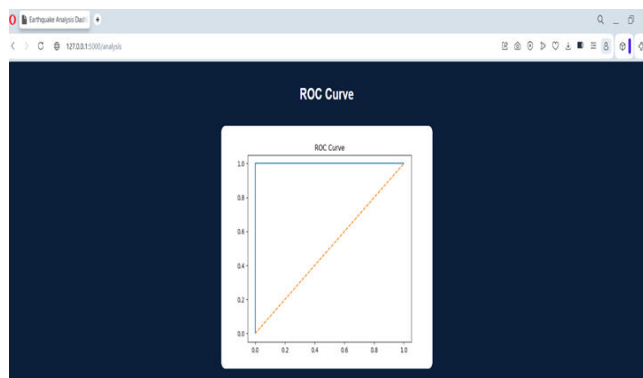 Earthquake Analysis Dash
127.0.0.1:5000/analysis
ROC Curve
ROC Curve
1.0
0.8
0.6
0.4
0.2
0.0
0.0 0.2 0.4 0.6 0.8 1.0